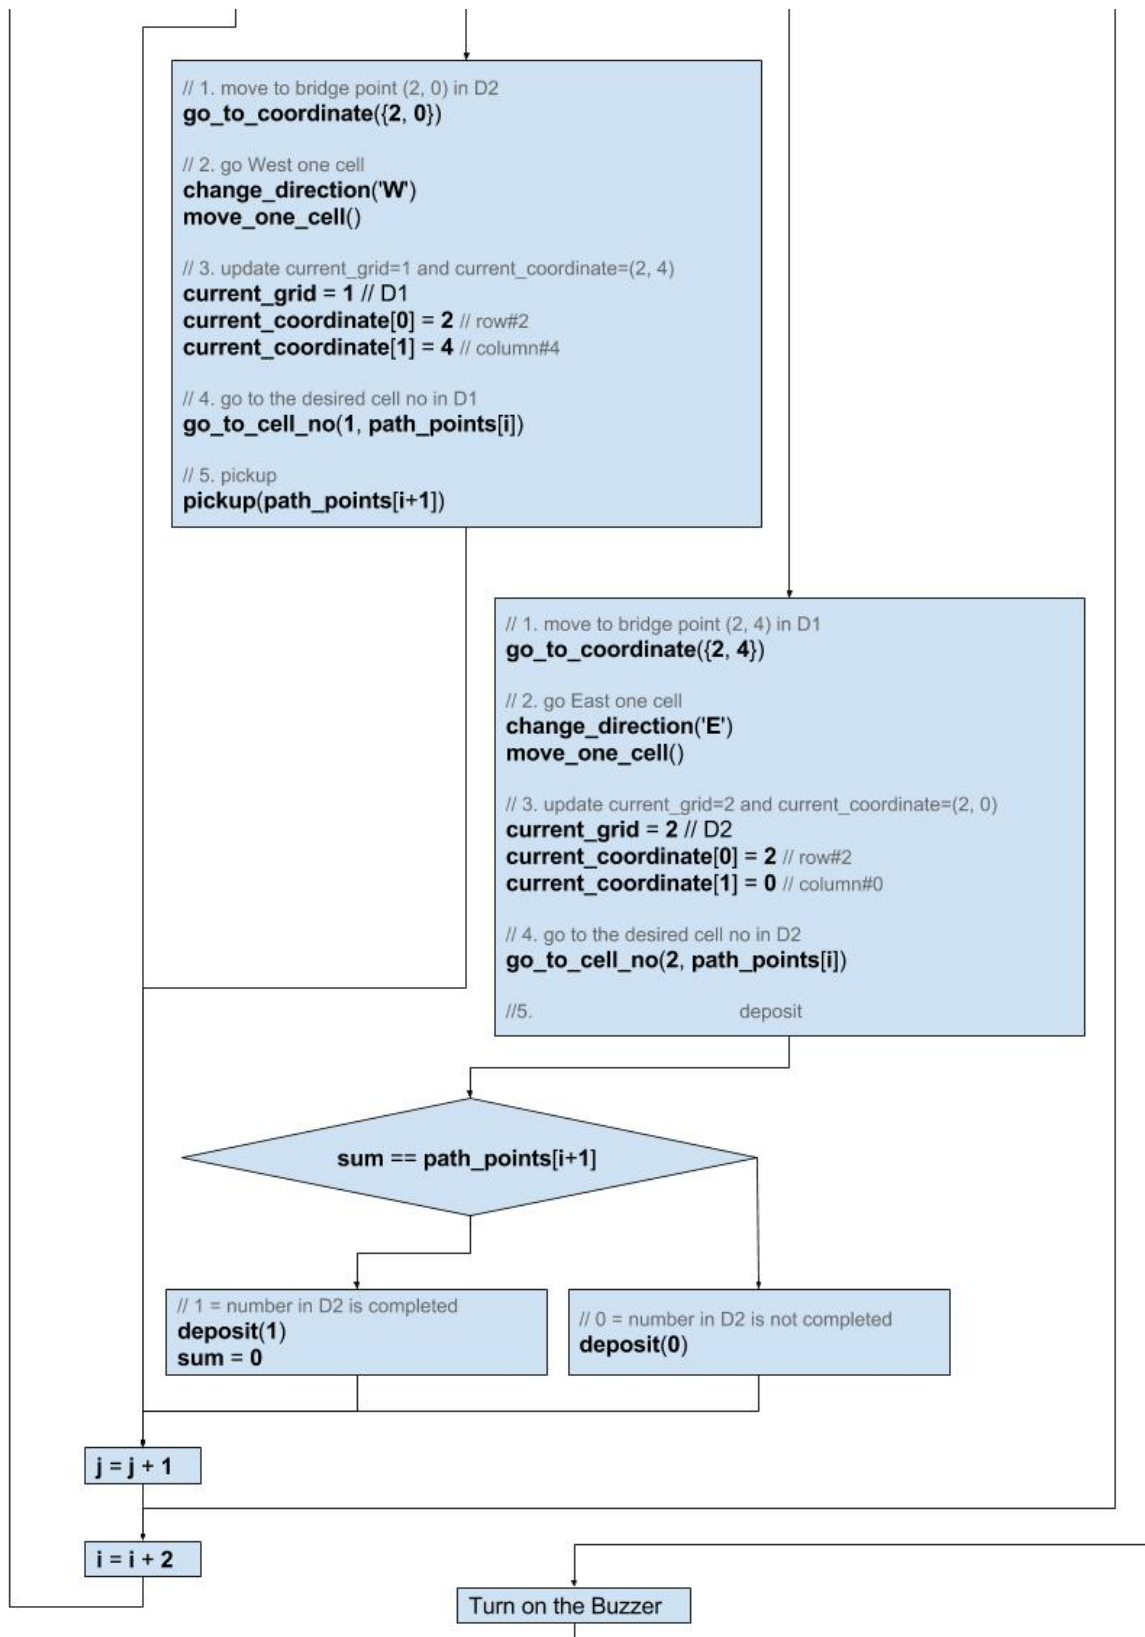 // 1. move to bridge point (2, 0) in D2
go_to_coordinate({2, 0})
// 2. go West one cell
change_direction('W')
move_one_cell()
// 3. update current_grid=1 and current_coordinate=(2, 4)
current_grid = 1 // D1
current_coordinate[0] = 2 // row#2
current_coordinate[1] = 4 // column#4
// 4. go to the desired cell no in D1
go_to_cell_no(1, path_points[i])
// 5. pickup
pickup(path_points[i+1])
// 1. move to bridge point (2, 4) in D1
go_to_coordinate({2, 4})
// 2. go East one cell
change_direction('E')
move_one_cell()
// 3. update current_grid=2 and current_coordinate=(2, 0)
current_grid = 2 // D2
current_coordinate[0] = 2 // row#2
current_coordinate[1] = 0 // column#0
// 4. go to the desired cell no in D2
go_to_cell_no(2, path_points[i])
//5. deposit
sum == path_points[i+1]
// 1 = number in D2 is completed
deposit(1)
sum = 0
// 0 = number in D2 is not completed
deposit(0)
j = j + 1
i = i + 2
Turn on the Buzzer